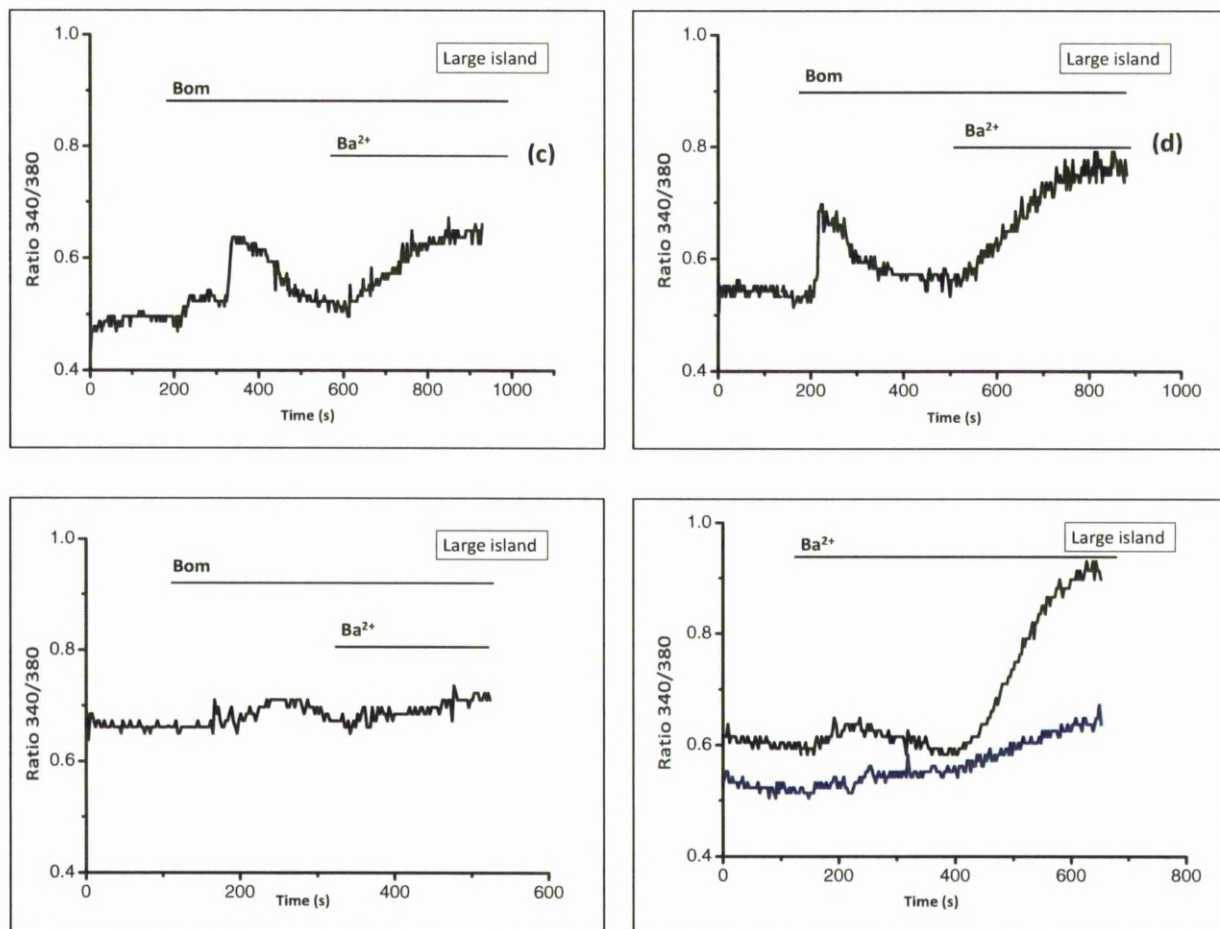 1.0
Large island
Bom
0.8
Ba²⁺
(c)
Ratio 340/380
0.6
0.4
0 200 400 600 800 1000
Time (s)
1.0
Large island
Bom
0.8
Ba²⁺
(d)
Ratio 340/380
0.6
0.4
0 200 400 600 800 1000
Time (s)
1.0
Large island
Bom
0.8
Ba²⁺
Ratio 340/380
0.6
0.4
0 200 400 600
Time (s)
1.0
Ba²⁺
Large island
0.8
Ratio 340/380
0.6
0.4
0 200 400 600 800
Time (s)